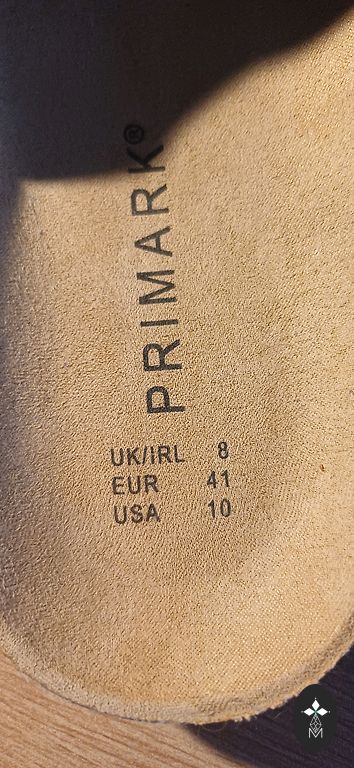 PRIMARK®
UK/IRL 8
EUR 41
USA 10
M